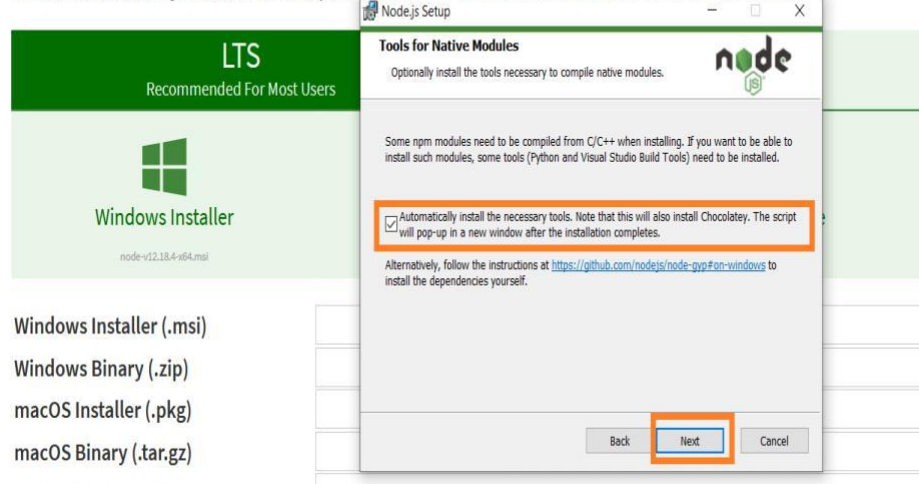 Node.js Setup
LTS
Recommended For Most Users
Tools for Native Modules
Optionally install the tools necessary to compile native modules.
node
JS
Some npm modules need to be compiled from C/C++ when installing. If you want to be able to
install such modules, some tools (Python and Visual Studio Build Tools) need to be installed.
Windows Installer
node-v12.18.4-x64.msi
Automatically install the necessary tools. Note that this will also install Chocolatey. The script
will pop-up in a new window after the installation completes.
Alternatively, follow the instructions at https://github.com/nodejs/node-gyp#on-windows to
install the dependencies yourself.
Windows Installer (.msi)
Windows Binary (.zip)
macOS Installer (.pkg)
macOS Binary (.tar.gz)
Back
Next
Cancel